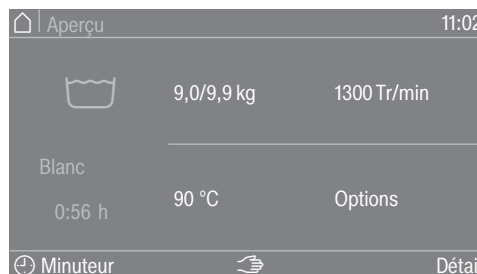 Aperçu
11:02
9,0/9,9 kg
1300 Tr/min
Blanc
0:56 h
90 °C
Options
Minuteur
Détai